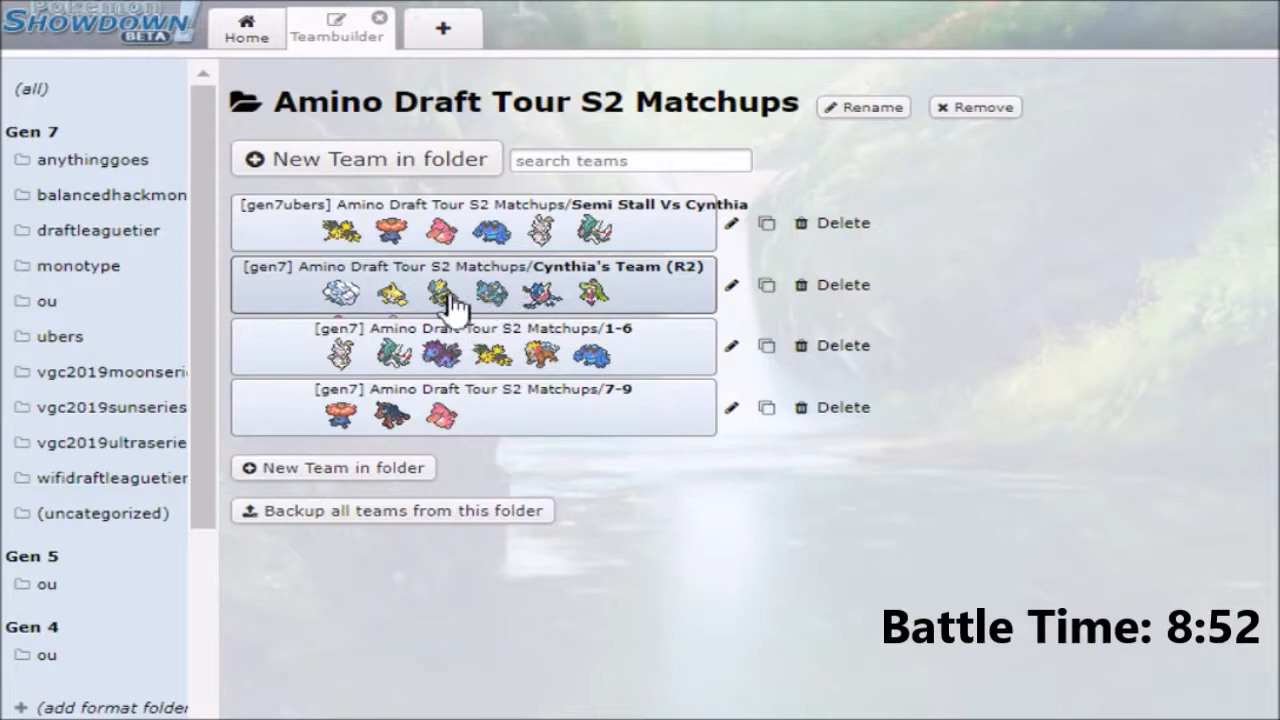 Pokémon
SHOWDOWN!
BETA
Home
Teambuilder
(all)
Gen 7
anythinggoes
balancedhackmon
draftleaguetier
monotype
ou
ubers
vgc2019moonseri
vgc2019sunseries
vgc2019ultraserie
wifidraftleaguetier
(uncategorized)
Gen 5
ou
Gen 4
ou
(add format folder
Amino Draft Tour S2 Matchups
Rename
Remove
New Team in folder
search teams
[gen7ubers] Amino Draft Tour S2 Matchups/Semi Stall Vs Cynthia
Delete
[gen7] Amino Draft Tour S2 Matchups/Cynthia's Team (R2)
Delete
[gen7] Amino Draft Tour S2 Matchups/1-6
Delete
[gen7] Amino Draft Tour S2 Matchups/7-9
Delete
New Team in folder
Backup all teams from this folder
Battle Time: 8:52